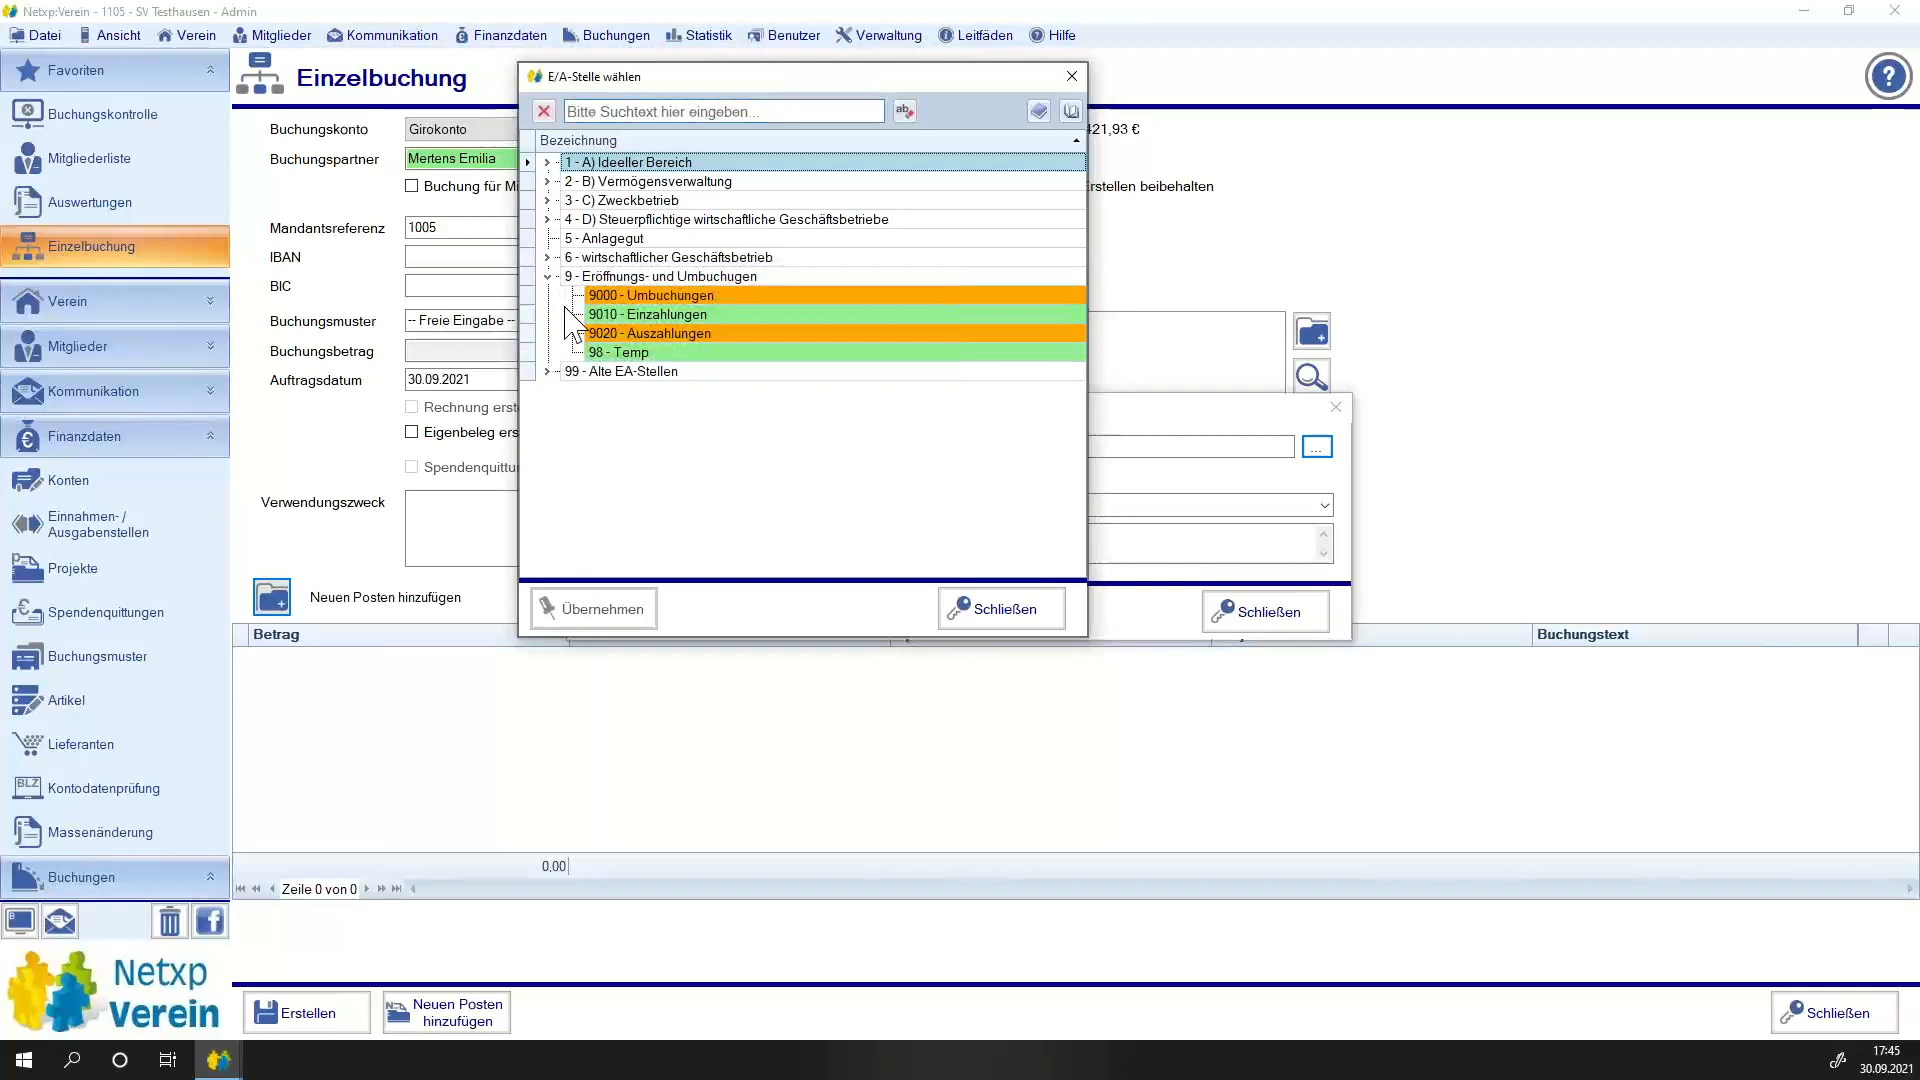 Netxp:Verein - 1105 - SV Testhausen - Admin
Datei Ansicht Verein Mitglieder Kommunikation Finanzdaten Buchungen Statistik Benutzer Verwaltung Leitfäden Hilfe
Favoriten
Buchungskontrolle
Mitgliederliste
Auswertungen
Einzelbuchung
Verein
Mitglieder
Kommunikation
Finanzdaten
Konten
Einnahmen- /
Ausgabenstellen
Projekte
Spendenquittungen
Buchungsmuster
Artikel
Lieferanten
BLZ
Kontodatenprüfung
Massenänderung
Buchungen
Netxp
Verein
Einzelbuchung
?
Buchungskonto Girokonto
421,93 €
Buchungspartner Mertens Emilia
Buchung für Mi
rstellen beibehalten
Mandantsreferenz 1005
IBAN
BIC
Buchungsmuster -- Freie Eingabe --
Buchungsbetrag
Auftragsdatum 30.09.2021
Rechnung erst
Eigenbeleg ers
Spendenquittu
Verwendungszweck
Neuen Posten hinzufügen
E/A-Stelle wählen
Bitte Suchtext hier eingeben...
Bezeichnung
1 - A) Ideeller Bereich
2 - B) Vermögensverwaltung
3 - C) Zweckbetrieb
4 - D) Steuerpflichtige wirtschaftliche Geschäftsbetriebe
5 - Anlagegut
6 - wirtschaftlicher Geschäftsbetrieb
9 - Eröffnungs- und Umbuchugen
9000 - Umbuchungen
9010 - Einzahlungen
9020 - Auszahlungen
98 - Temp
99 - Alte EA-Stellen
Übernehmen
Schließen
...
Schließen
Betrag
Buchungstext
0,00
Zeile 0 von 0
Erstellen
Neuen Posten
hinzufügen
Schließen
17:45
30.09.2021